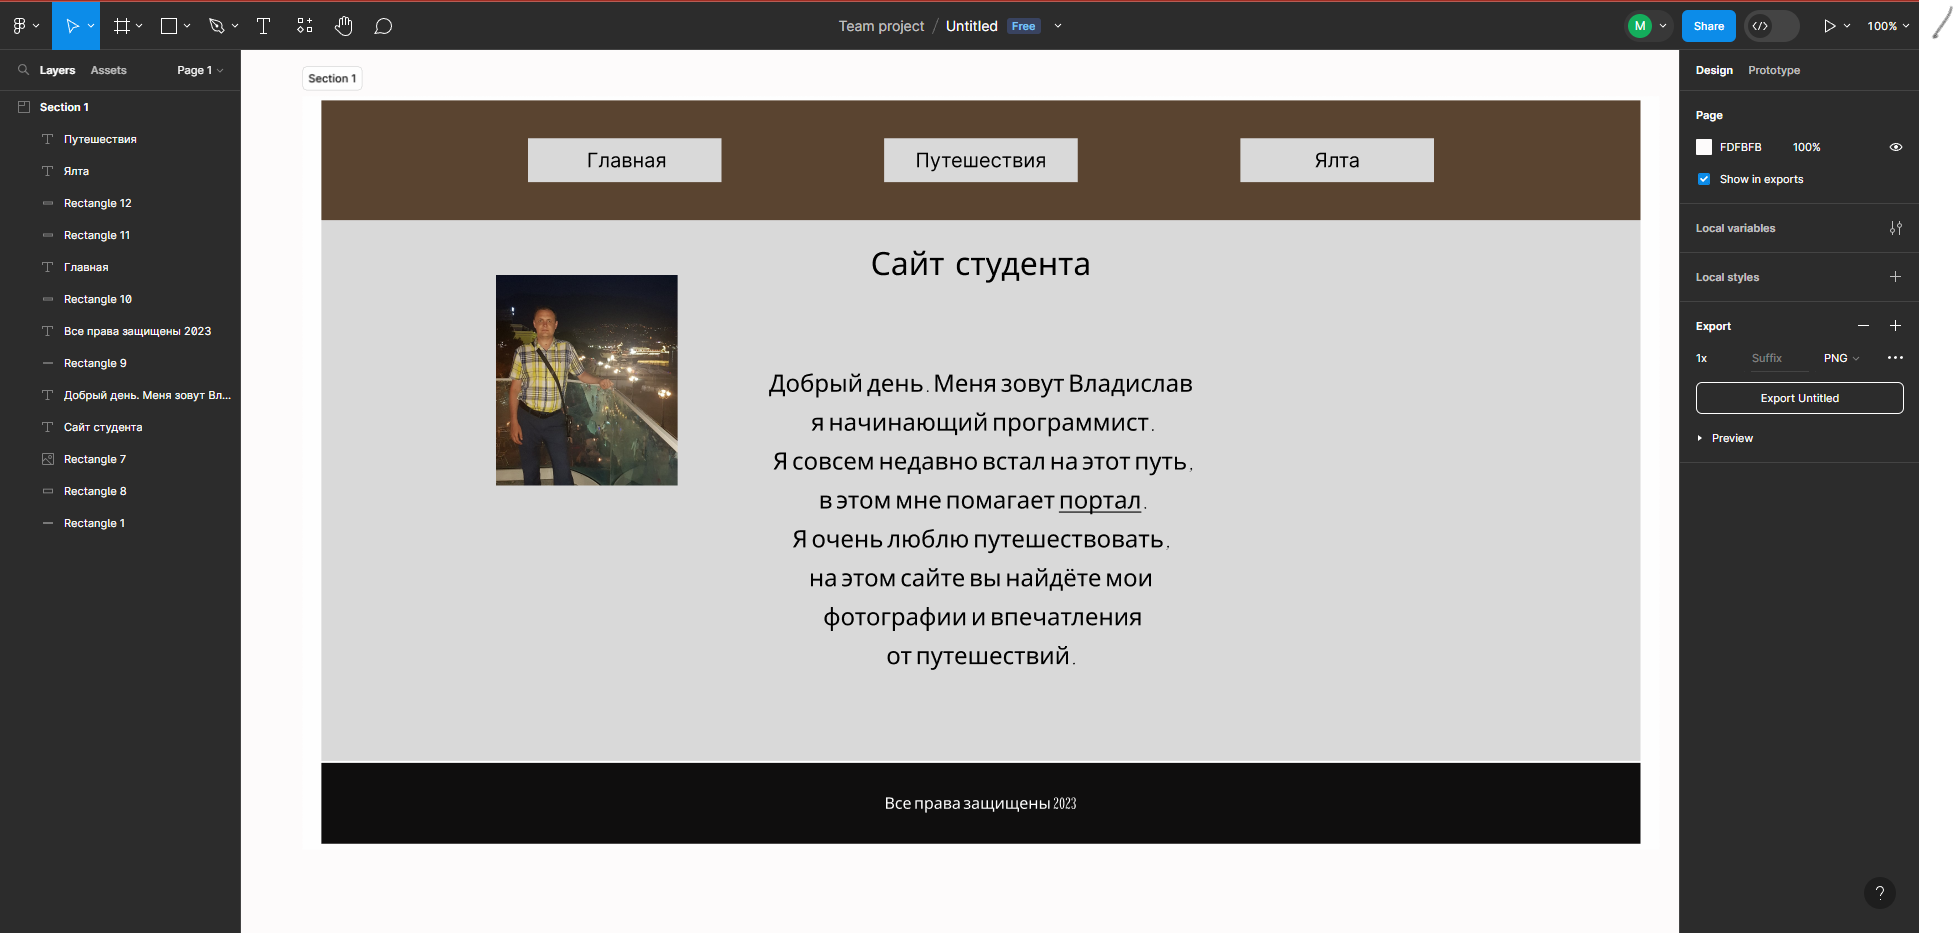 Team project / Untitled Free
M
Share
100%
Layers Assets Page 1
Section 1
Путешествия
Ялта
Rectangle 12
Rectangle 11
Главная
Rectangle 10
Все права защищены 2023
Rectangle 9
Добрый день. Меня зовут Вл...
Сайт студента
Rectangle 7
Rectangle 8
Rectangle 1
Section 1
Главная Путешествия Ялта
Сайт студента
Добрый день. Меня зовут Владислав
я начинающий программист.
Я совсем недавно встал на этот путь,
в этом мне помагает портал.
Я очень люблю путешествовать,
на этом сайте вы найдёте мои
фотографии и впечатления
от путешествий.
Все права защищены 2023
Design Prototype
Page
FDFBFB 100%
Show in exports
Local variables
Local styles
Export
1x Suffix PNG
Export Untitled
Preview
?